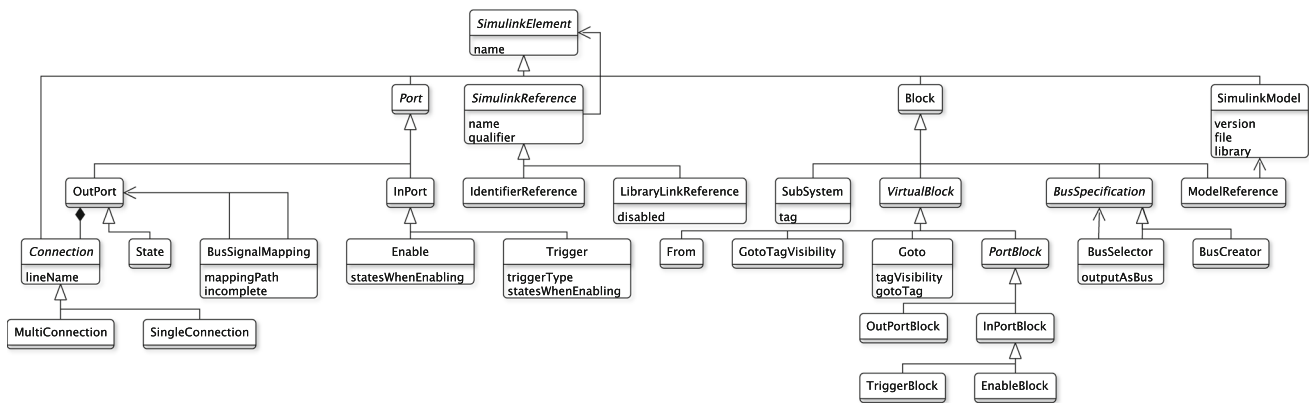 SimulinkElement
name
Port
SimulinkReference
name
qualifier
Block
SimulinkModel
version
file
library
OutPort
InPort
IdentifierReference
LibraryLinkReference
disabled
SubSystem
tag
VirtualBlock
BusSpecification
ModelReference
Connection
lineName
State
BusSignalMapping
mappingPath
incomplete
Enable
statesWhenEnabling
Trigger
triggerType
statesWhenEnabling
From
GotoTagVisibility
Goto
tagVisibility
gotoTag
PortBlock
BusSelector
outputAsBus
BusCreator
MultiConnection
SingleConnection
OutPortBlock
InPortBlock
TriggerBlock
EnableBlock